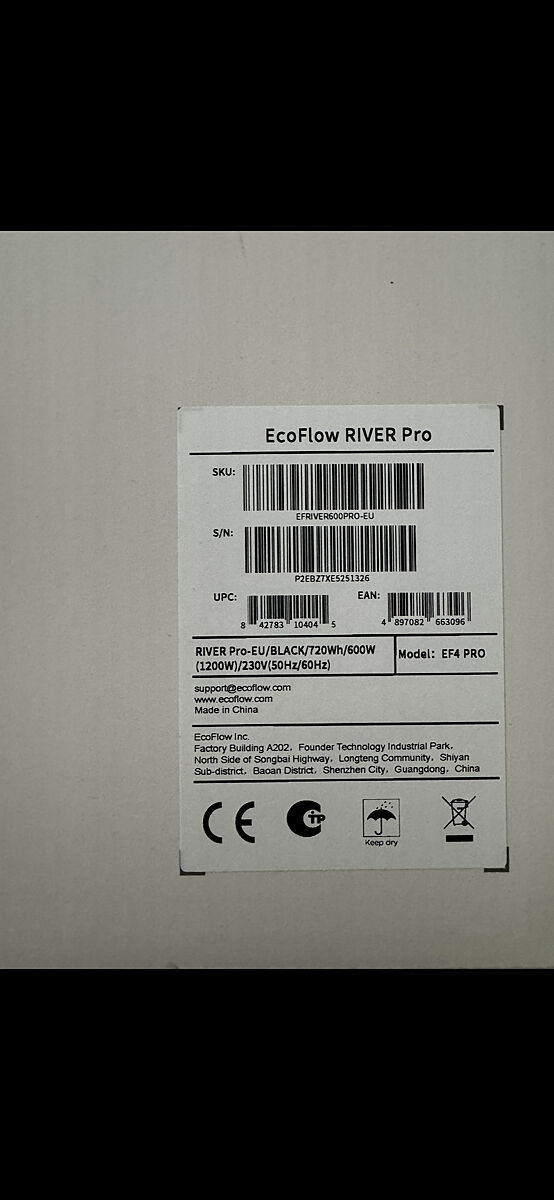 EcoFlow RIVER Pro
SKU:
EFRIVER600PRO-EU
S/N:
P2EBZ7XE5251326
UPC:
8 42783 10404 5
EAN:
4 897082 663096
RIVER Pro-EU/BLACK/720Wh/600W
(1200W)/230V(50Hz/60Hz)
Model: EF4 PRO
support@ecoflow.com
www.ecoflow.com
Made in China
EcoFlow Inc.
Factory Building A202, Founder Technology Industrial Park,
North Side of Songbai Highway, Longteng Community, Shiyan
Sub-district, Baoan District, Shenzhen City, Guangdong, China
CE
Keep dry